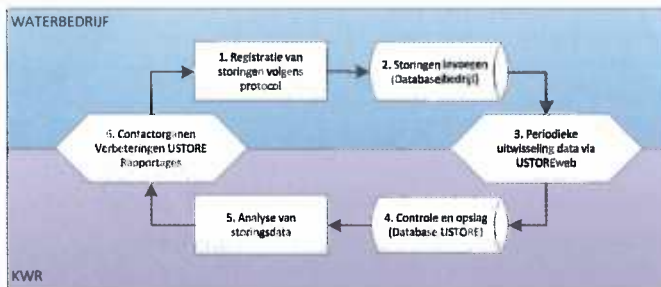 WATERBEDRIJF
1. Registratie van
storingen volgens
protocol
2. Storingen invoeren
(Databasebedrijf)
3. Periodieke
uitwisseling data via
USTOREweb
4. Controle en opslag
(Database USTORE)
5. Analyse van
storingsdata
6. Contactorganen
Verbeteringen USTORE
Rapportages
KWR